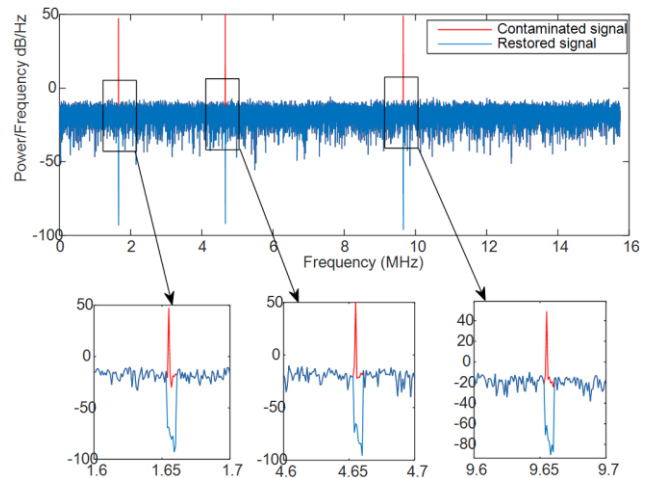 50
Contaminated signal
Restored signal
0
-50
-100
Power/Frequency dB/Hz
0 2 4 6 8 10 12 14 16
Frequency (MHz)
50
0
-50
-100
1.6 1.65 1.7
50
0
-50
-100
4.6 4.65 4.7
40
20
0
-20
-40
-60
-80
9.6 9.65 9.7